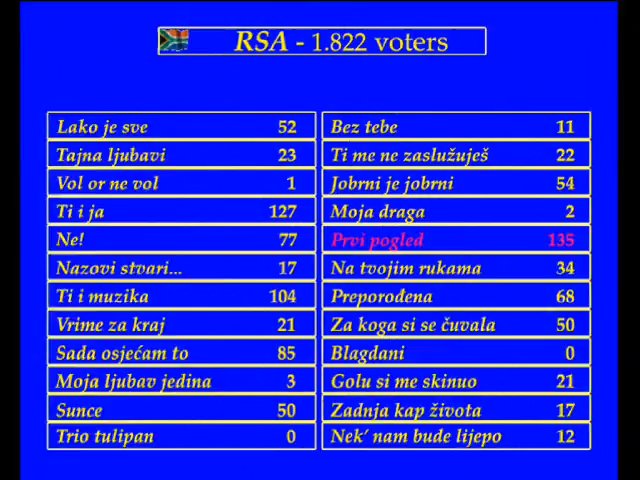 RSA - 1.822 voters
Lako je sve 52
Tajna ljubavi 23
Vol or ne vol 1
Ti i ja 127
Ne! 77
Nazovi stvari... 17
Ti i muzika 104
Vrime za kraj 21
Sada osjećam to 85
Moja ljubav jedina 3
Sunce 50
Trio tulipan 0
Bez tebe 11
Ti me ne zaslužuješ 22
Jobrni je jobrni 54
Moja draga 2
Prvi pogled 135
Na tvojim rukama 34
Preporođena 68
Za koga si se čuvala 50
Blagdani 0
Golu si me skinuo 21
Zadnja kap života 17
Nek' nam bude lijepo 12